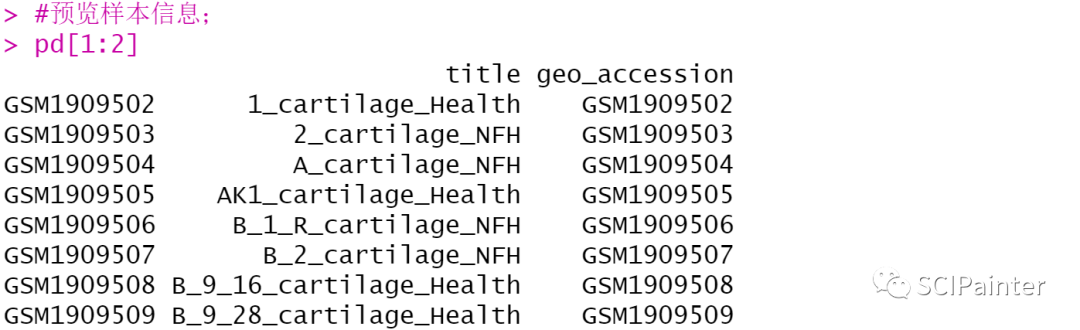 > #预览样本信息;
> pd[1:2]
title geo_accession
GSM1909502 1_cartilage_Health GSM1909502
GSM1909503 2_cartilage_NFH GSM1909503
GSM1909504 A_cartilage_NFH GSM1909504
GSM1909505 AK1_cartilage_Health GSM1909505
GSM1909506 B_1_R_cartilage_NFH GSM1909506
GSM1909507 B_2_cartilage_NFH GSM1909507
GSM1909508 B_9_16_cartilage_Health GSM1909508
GSM1909509 B_9_28_cartilage_Health GSM1909509
SCIPainter